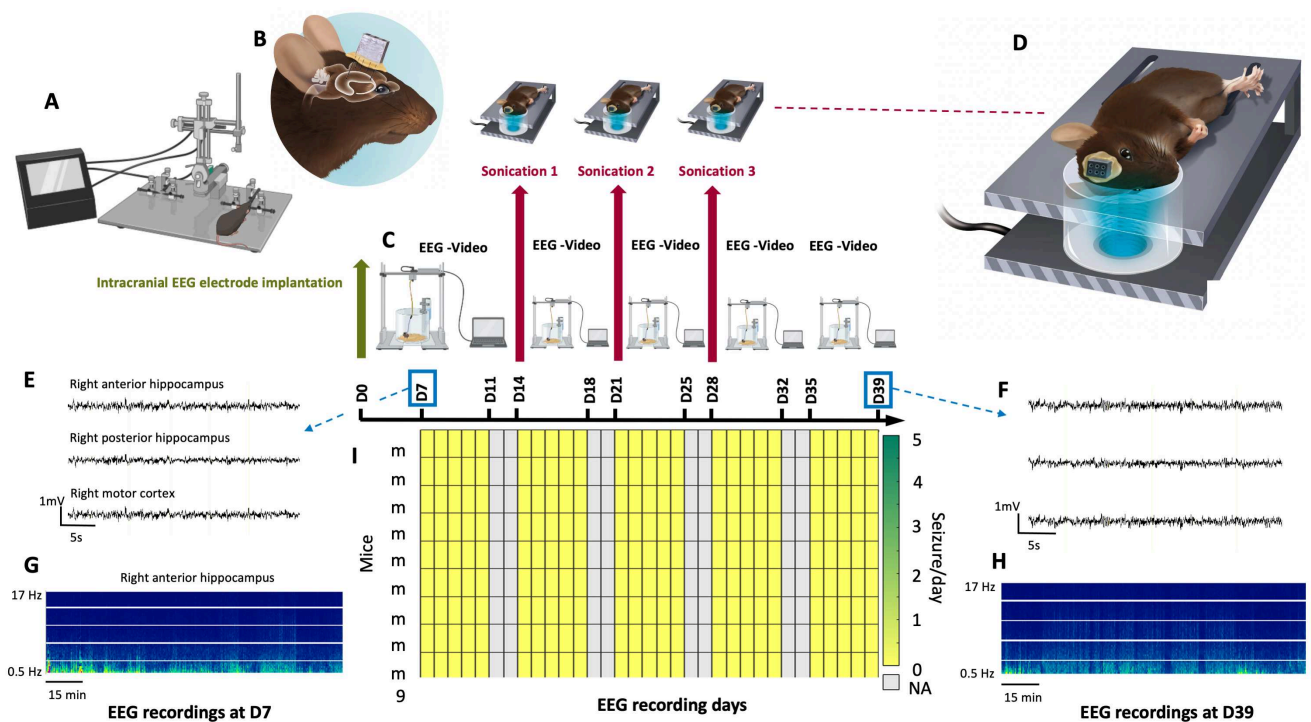 A
B
D
Sonication 1
Sonication 2
Sonication 3
C
EEG -Video
EEG -Video
EEG -Video
EEG -Video
EEG -Video
Intracranial EEG electrode implantation
D0
D7
D11
D14
D18
D21
D25
D28
D32
D35
D39
E
Right anterior hippocampus
Right posterior hippocampus
Right motor cortex
1mV
5s
F
1mV
5s
G
Right anterior hippocampus
17 Hz
0.5 Hz
15 min
EEG recordings at D7
I
Mice
m
m
m
m
m
m
m
m
m
9
EEG recording days
5
4
3
2
1
0
NA
Seizure/day
H
17 Hz
0.5 Hz
15 min
EEG recordings at D39